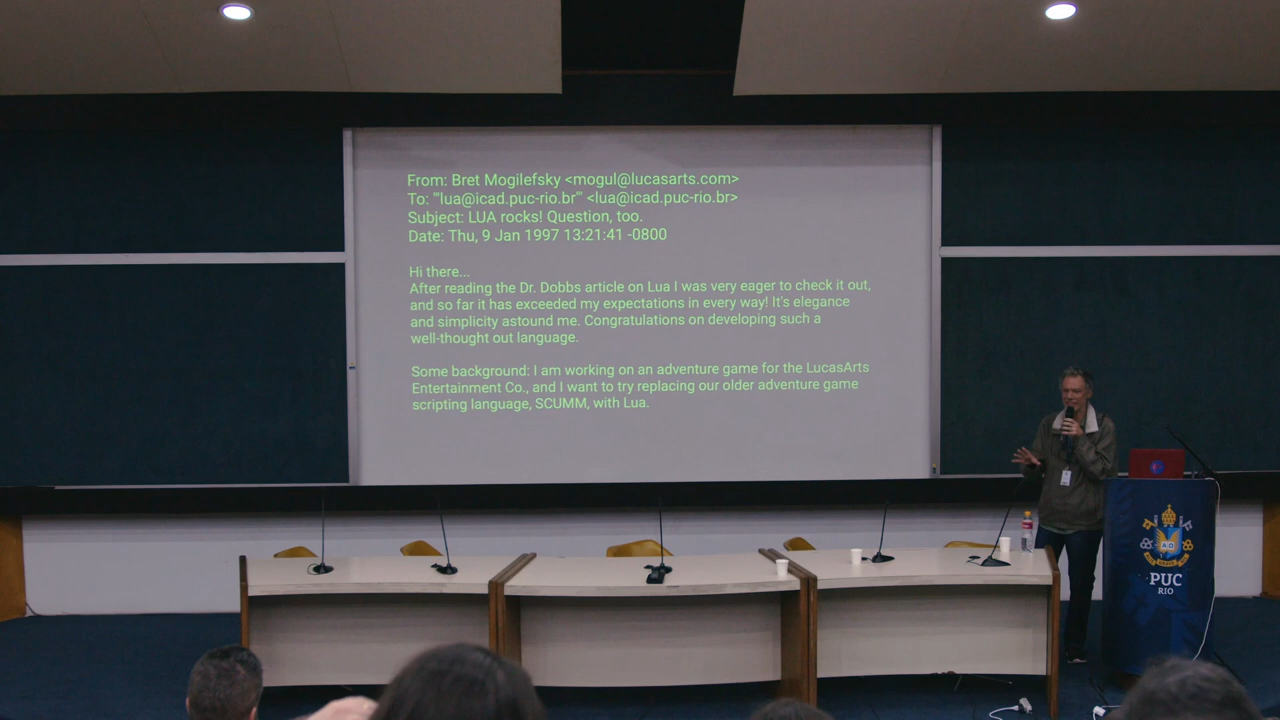 From: Bret Mogilefsky <mogul@lucasarts.com>
To: "'lua@icad.puc-rio.br'" <lua@icad.puc-rio.br>
Subject: LUA rocks! Question, too.
Date: Thu, 9 Jan 1997 13:21:41 -0800
Hi there...
After reading the Dr. Dobbs article on Lua I was very eager to check it out,
and so far it has exceeded my expectations in every way! It's elegance
and simplicity astound me. Congratulations on developing such a
well-thought out language.
Some background: I am working on an adventure game for the LucasArts
Entertainment Co., and I want to try replacing our older adventure game
scripting language, SCUMM, with Lua.
PUC
RIO